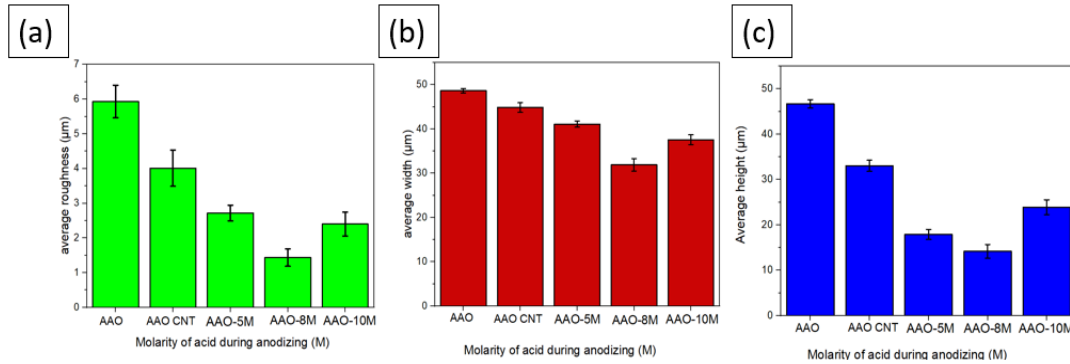 (a)
average roughness (μm)
7
6
5
4
3
2
1
0
AAO AAO CNT AAO-5M AAO-8M AAO-10M
Molarity of acid during anodizing (M)
(b)
average width (μm)
50
40
30
20
10
0
AAO AAO CNT AAO-5M AAO-8M AAO-10M
Molarity of acid during anodizing (M)
(c)
Average height (μm)
50
40
30
20
10
0
AAO AAO CNT AAO-5M AAO-8M AAO-10M
Molarity of acid during anodizing (M)